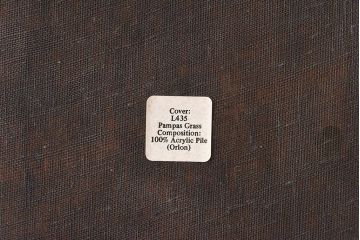 Cover:
L435
Pampas Grass
Composition:
100% Acrylic Pile
(Orlon)